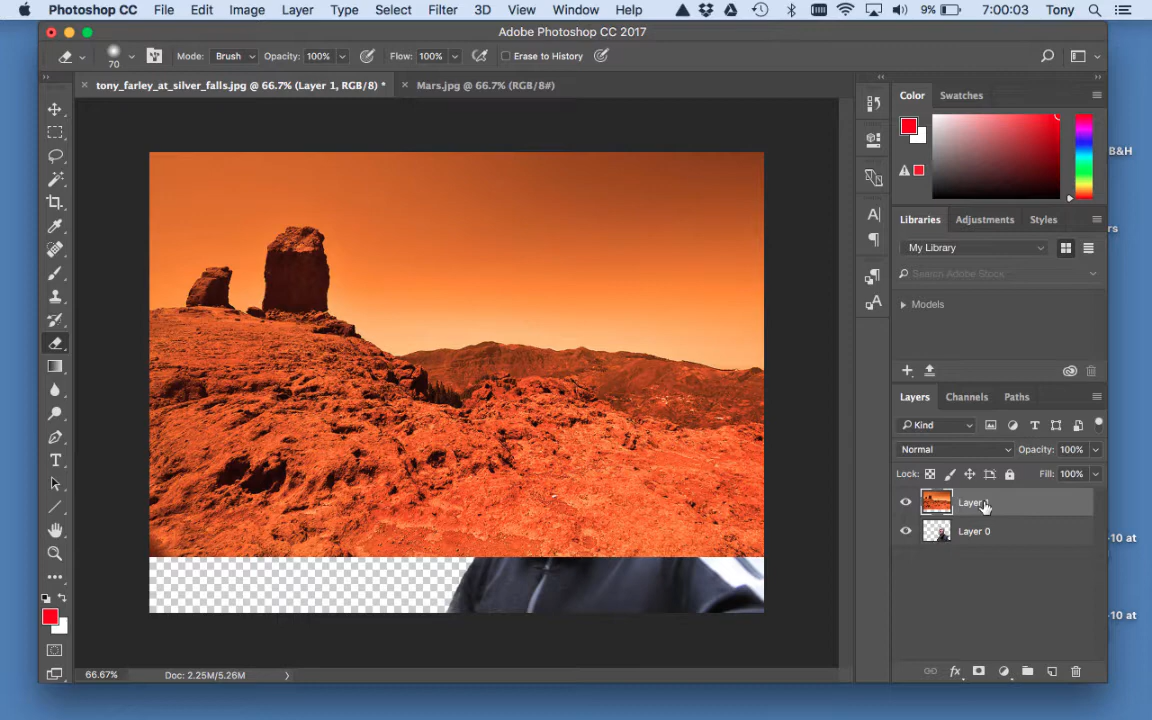 Photoshop CC File Edit Image Layer Type Select Filter 3D View Window Help 9% 7:00:03 Tony
Adobe Photoshop CC 2017
70 Mode: Brush Opacity: 100% Flow: 100% Erase to History
× tony_farley_at_silver_falls.jpg @ 66.7% (Layer 1, RGB/8) * × Mars.jpg @ 66.7% (RGB/8#)
Color Swatches
B&H
Libraries Adjustments Styles
rs
My Library
Search Adobe Stock
Models
Layers Channels Paths
Kind
Normal Opacity: 100%
Lock: Fill: 100%
Layer
Layer 0
-10 at
-10 at
66.67% Doc: 2.25M/5.26M